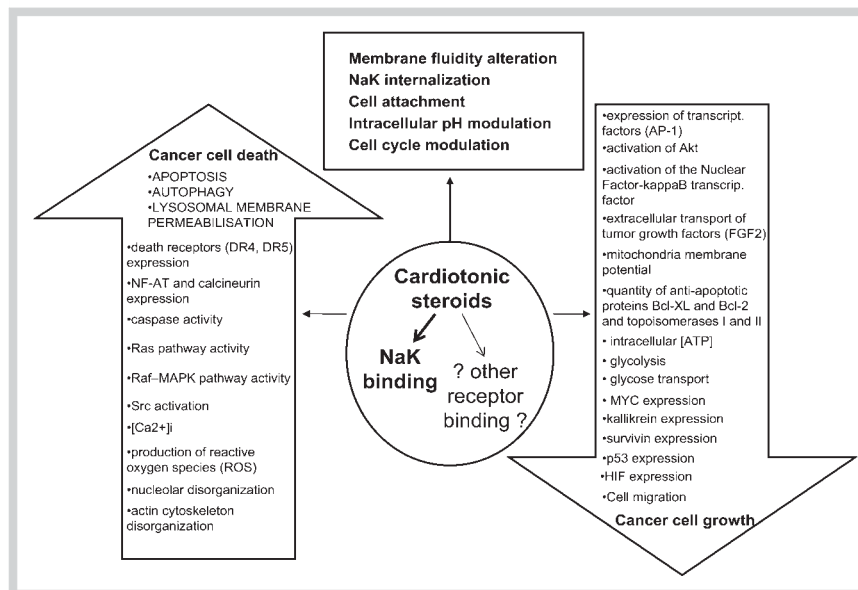 Membrane fluidity alteration
NaK internalization
Cell attachment
Intracellular pH modulation
Cell cycle modulation
Cancer cell death
•APOPTOSIS
•AUTOPHAGY
•LYSOSOMAL MEMBRANE
PERMEABILISATION
•death receptors (DR4, DR5)
expression
•NF-AT and calcineurin
expression
•caspase activity
•Ras pathway activity
•Raf–MAPK pathway activity
•Src activation
•[Ca2+]i
•production of reactive
oxygen species (ROS)
•nucleolar disorganization
•actin cytoskeleton
disorganization
Cardiotonic
steroids
NaK
binding
? other
receptor
binding ?
•expression of transcript.
factors (AP-1)
•activation of Akt
•activation of the Nuclear
Factor-kappaB transcrip.
factor
•extracellular transport of
tumor growth factors (FGF2)
•mitochondria membrane
potential
•quantity of anti-apoptotic
proteins Bcl-XL and Bcl-2
and topoisomerases I and II
• intracellular [ATP]
• glycolysis
• glycose transport
• MYC expression
•kallikrein expression
•survivin expression
•p53 expression
•HIF expression
•Cell migration
Cancer cell growth